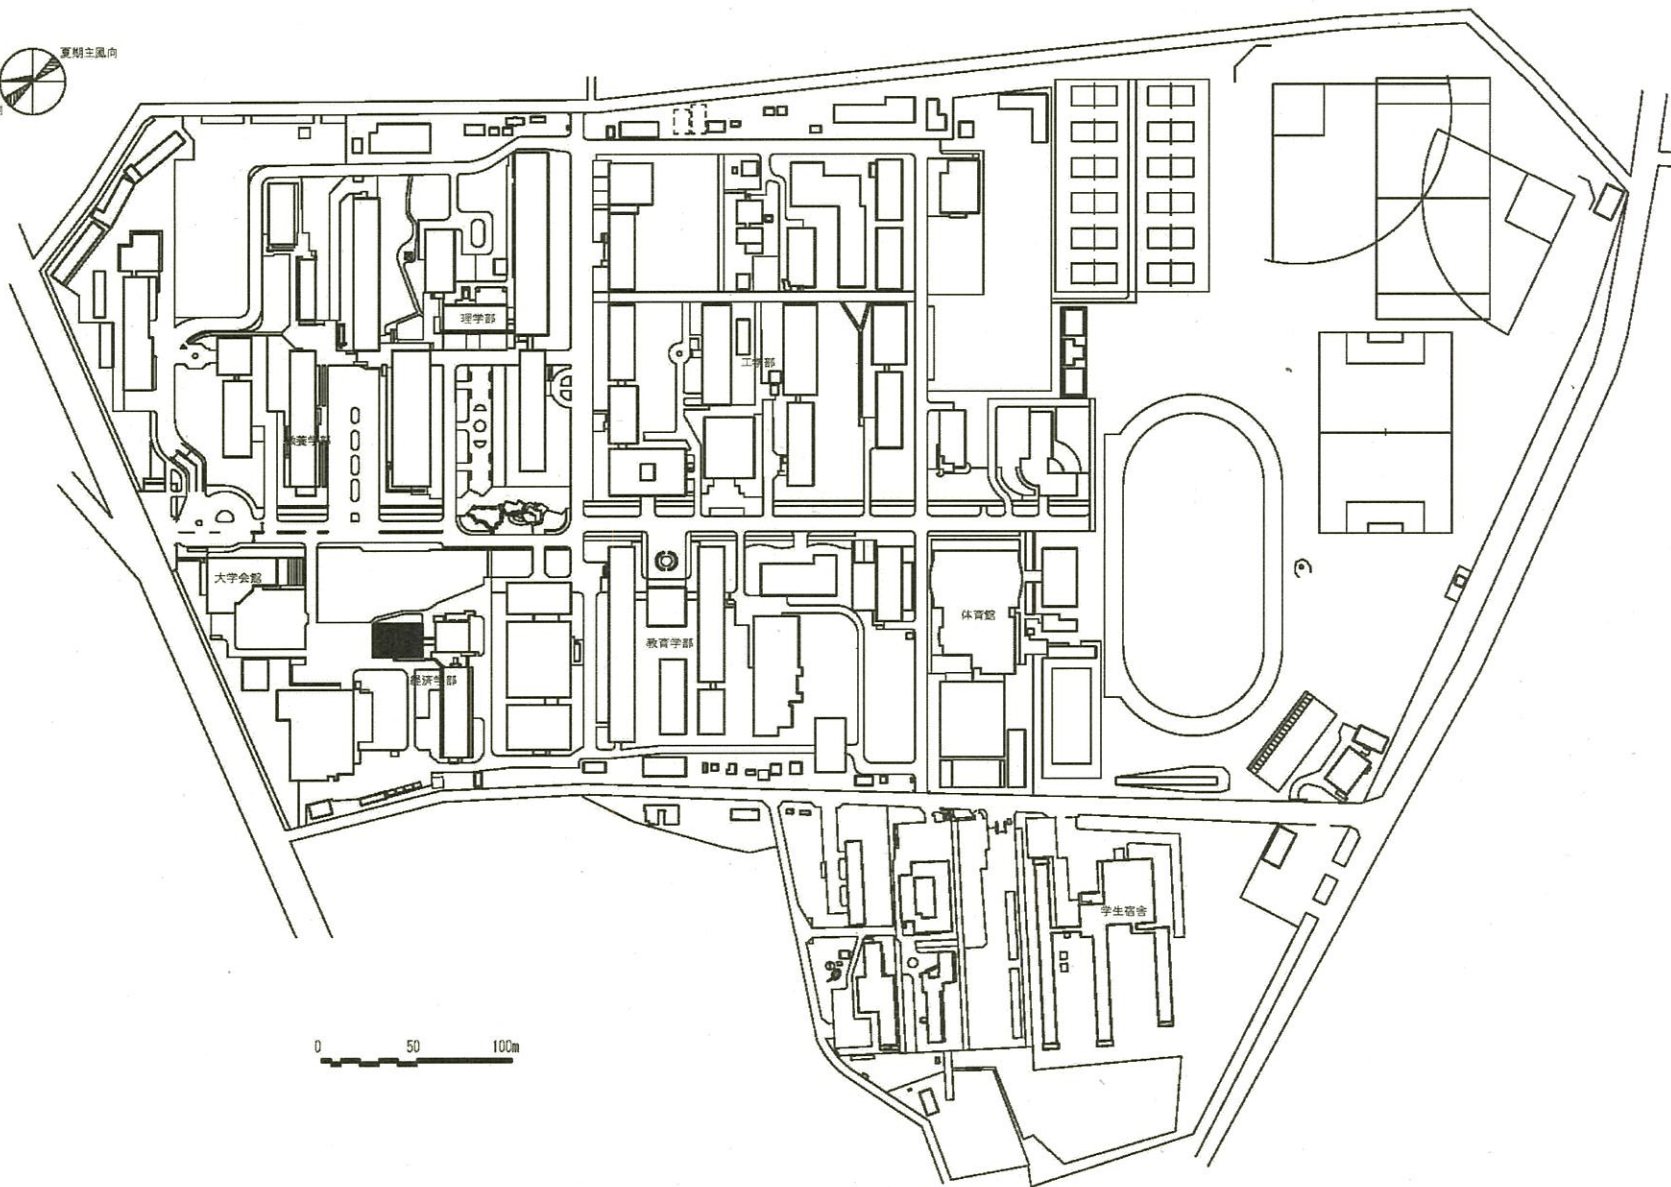 夏期主風向
理学部
工学部
教養学部
大学会館
体育館
教育学部
経済学部
学生宿舎
0 50 100m